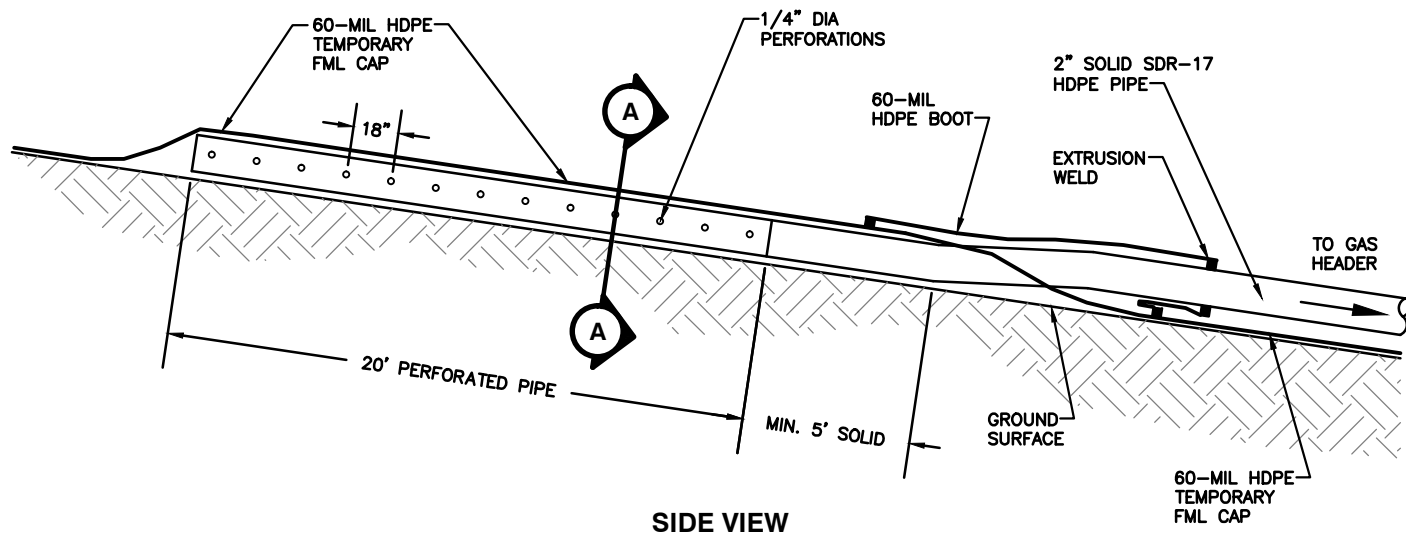 60-MIL HDPE
TEMPORARY
FML CAP
1/4" DIA
PERFORATIONS
2" SOLID SDR-17
HDPE PIPE
60-MIL
HDPE BOOT
A
18"
EXTRUSION
WELD
TO GAS
HEADER
A
20' PERFORATED PIPE
MIN. 5' SOLID
GROUND
SURFACE
60-MIL HDPE
TEMPORARY
FML CAP
SIDE VIEW